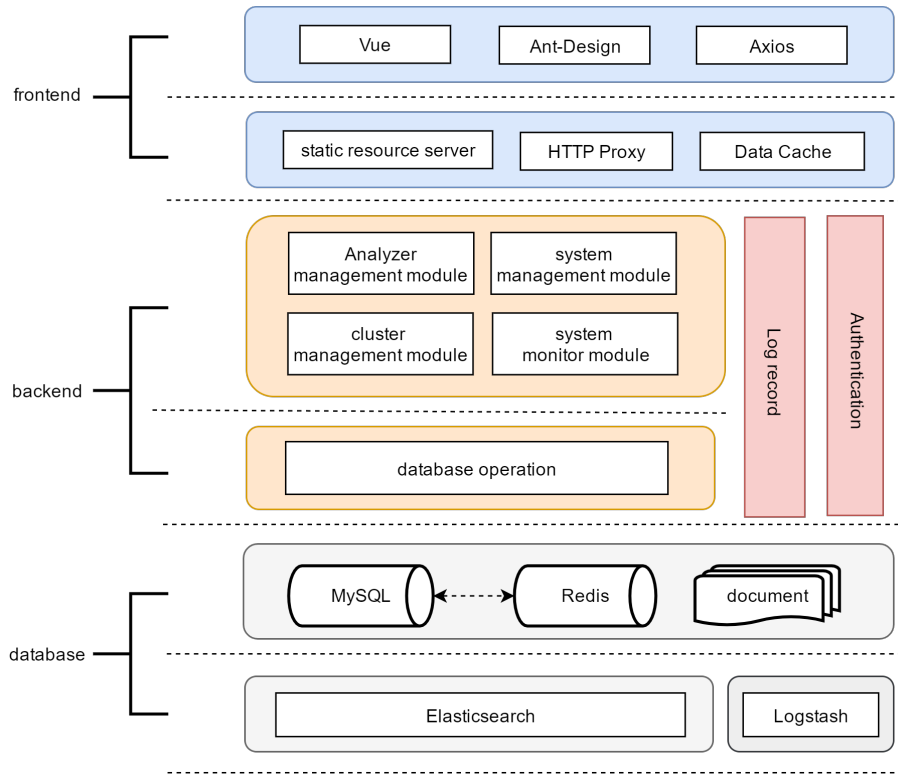 frontend
Vue
Ant-Design
Axios
static resource server
HTTP Proxy
Data Cache
backend
Analyzer
management module
system
management module
cluster
management module
system
monitor module
database operation
Log record
Authentication
database
MySQL
Redis
document
Elasticsearch
Logstash